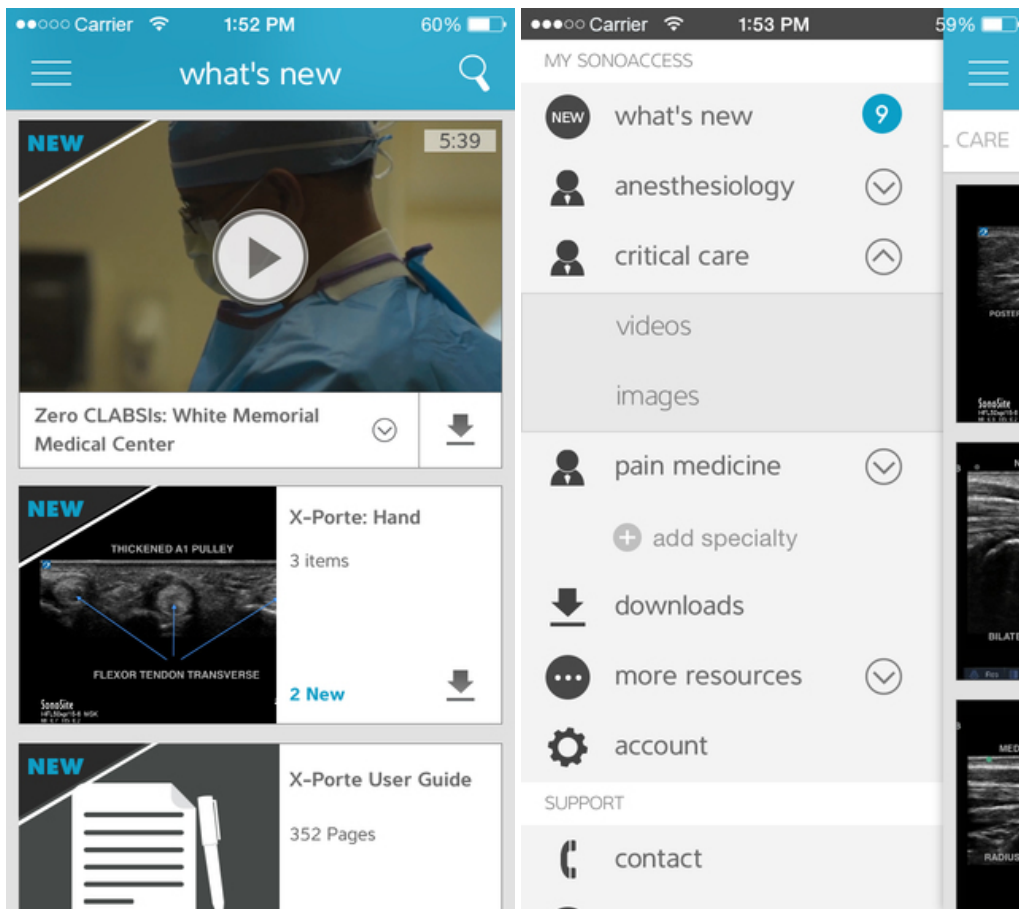 Carrier 1:52 PM 60%
what's new
NEW
5:39
Zero CLABSIs: White Memorial
Medical Center
NEW
THICKENED A1 PULLEY
FLEXOR TENDON TRANSVERSE
SonoSite
X-Porte: Hand
3 items
2 New
NEW
X-Porte User Guide
352 Pages
Carrier 1:53 PM 59%
MY SONOACCESS
NEW what's new 9
anesthesiology
critical care
videos
images
pain medicine
add specialty
downloads
more resources
account
SUPPORT
contact
CARE
SonoSite
RADIUS